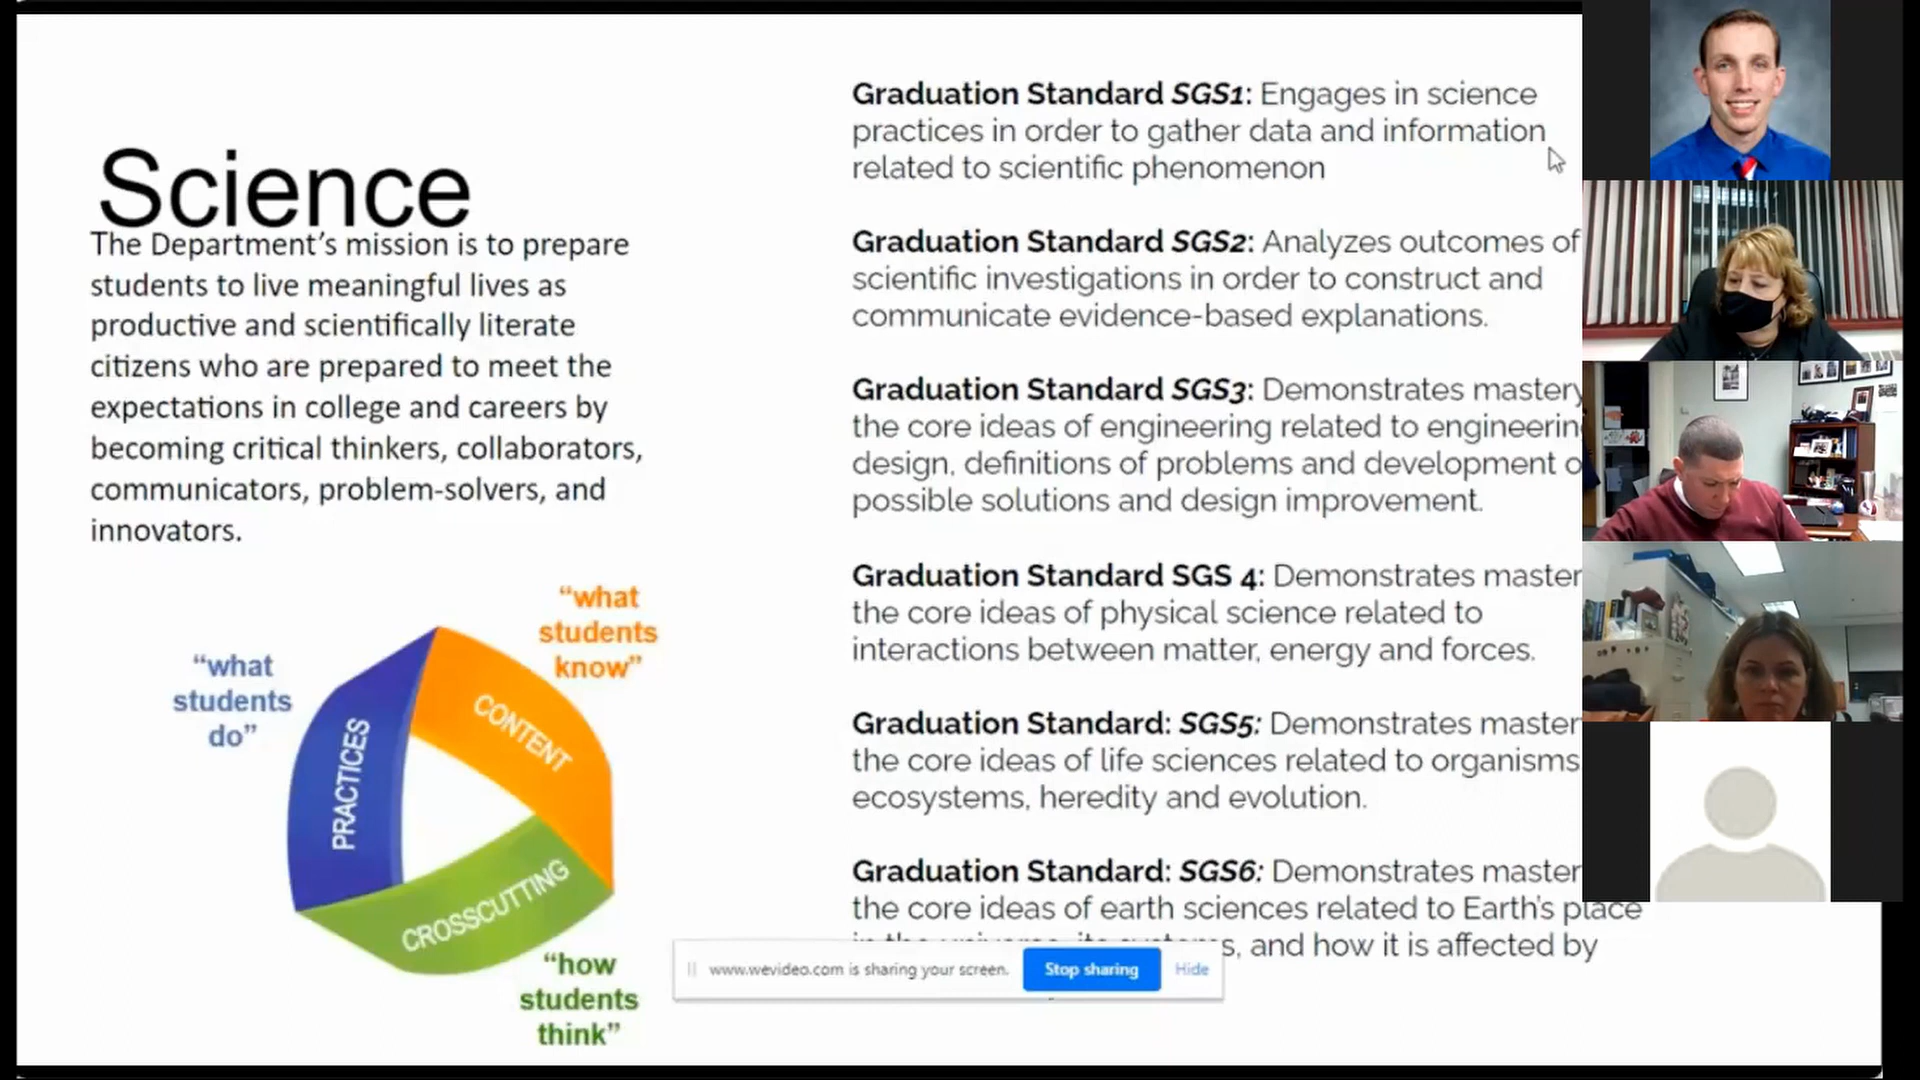 Science
The Department's mission is to prepare
students to live meaningful lives as
productive and scientifically literate
citizens who are prepared to meet the
expectations in college and careers by
becoming critical thinkers, collaborators,
communicators, problem-solvers, and
innovators.
"what
students
do"
"what
students
know"
PRACTICES
CONTENT
CROSSCUTTING
"how
students
think"
Graduation Standard SGS1: Engages in science
practices in order to gather data and information
related to scientific phenomenon
Graduation Standard SGS2: Analyzes outcomes of
scientific investigations in order to construct and
communicate evidence-based explanations.
Graduation Standard SGS3: Demonstrates mastery
the core ideas of engineering related to engineerin
design, definitions of problems and development o
possible solutions and design improvement.
Graduation Standard SGS 4: Demonstrates master
the core ideas of physical science related to
interactions between matter, energy and forces.
Graduation Standard: SGS5: Demonstrates master
the core ideas of life sciences related to organisms
ecosystems, heredity and evolution.
Graduation Standard: SGS6: Demonstrates master
the core ideas of earth sciences related to Earth's place
in the universe, its systems, and how it is affected by
www.wevideo.com is sharing your screen.
Stop sharing
Hide